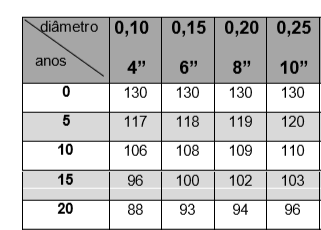 diâmetro 0,10 0,15 0,20 0,25
anos 4” 6” 8” 10”
0 130 130 130 130
5 117 118 119 120
10 106 108 109 110
15 96 100 102 103
20 88 93 94 96